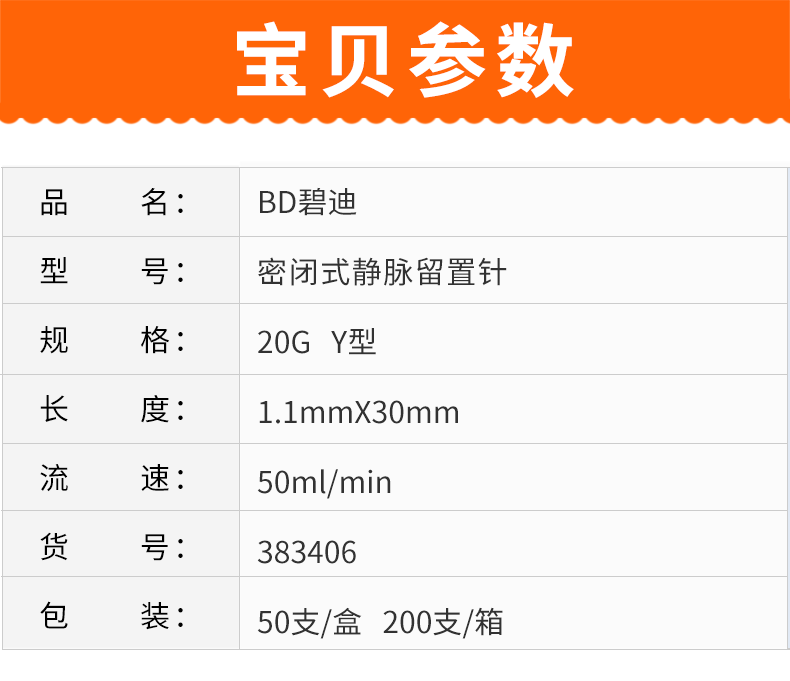 宝贝参数
品 名： BD碧迪
型 号： 密闭式静脉留置针
规 格： 20G Y型
长 度： 1.1mmX30mm
流 速： 50ml/min
货 号： 383406
包 装： 50支/盒 200支/箱